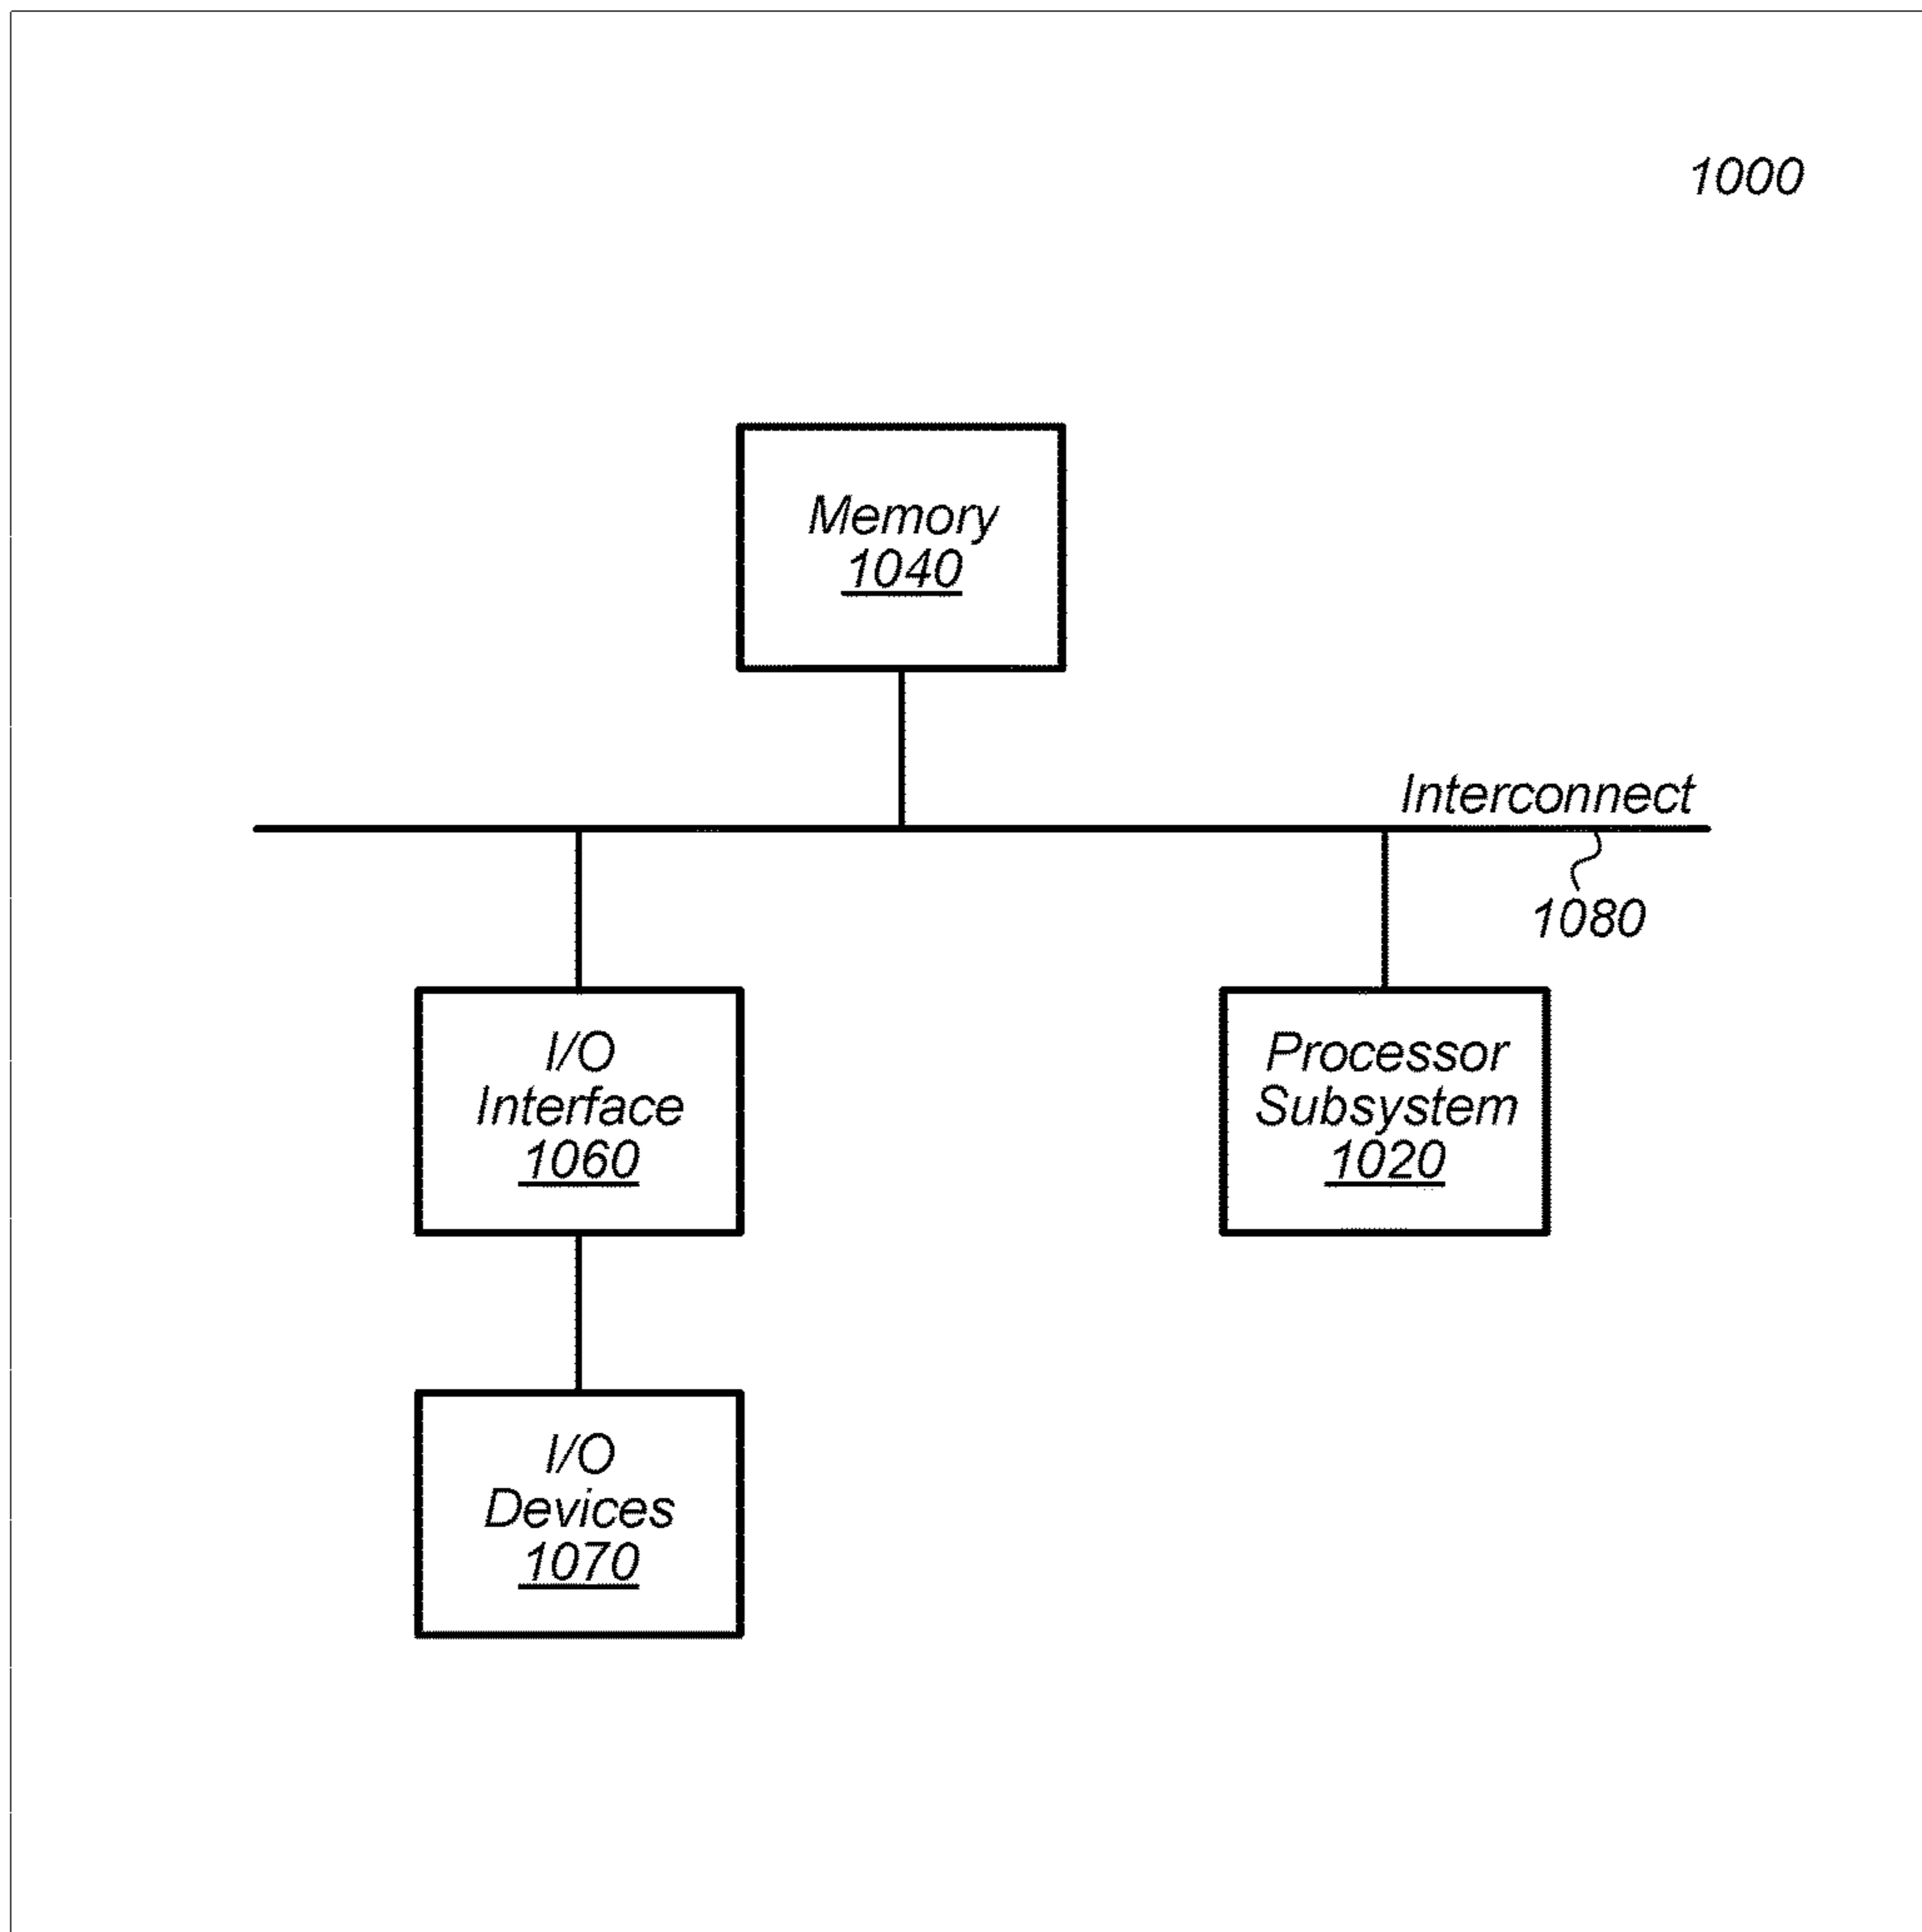 1000
Memory
1040
Interconnect
1080
I/O
Interface
1060
Processor
Subsystem
1020
I/O
Devices
1070